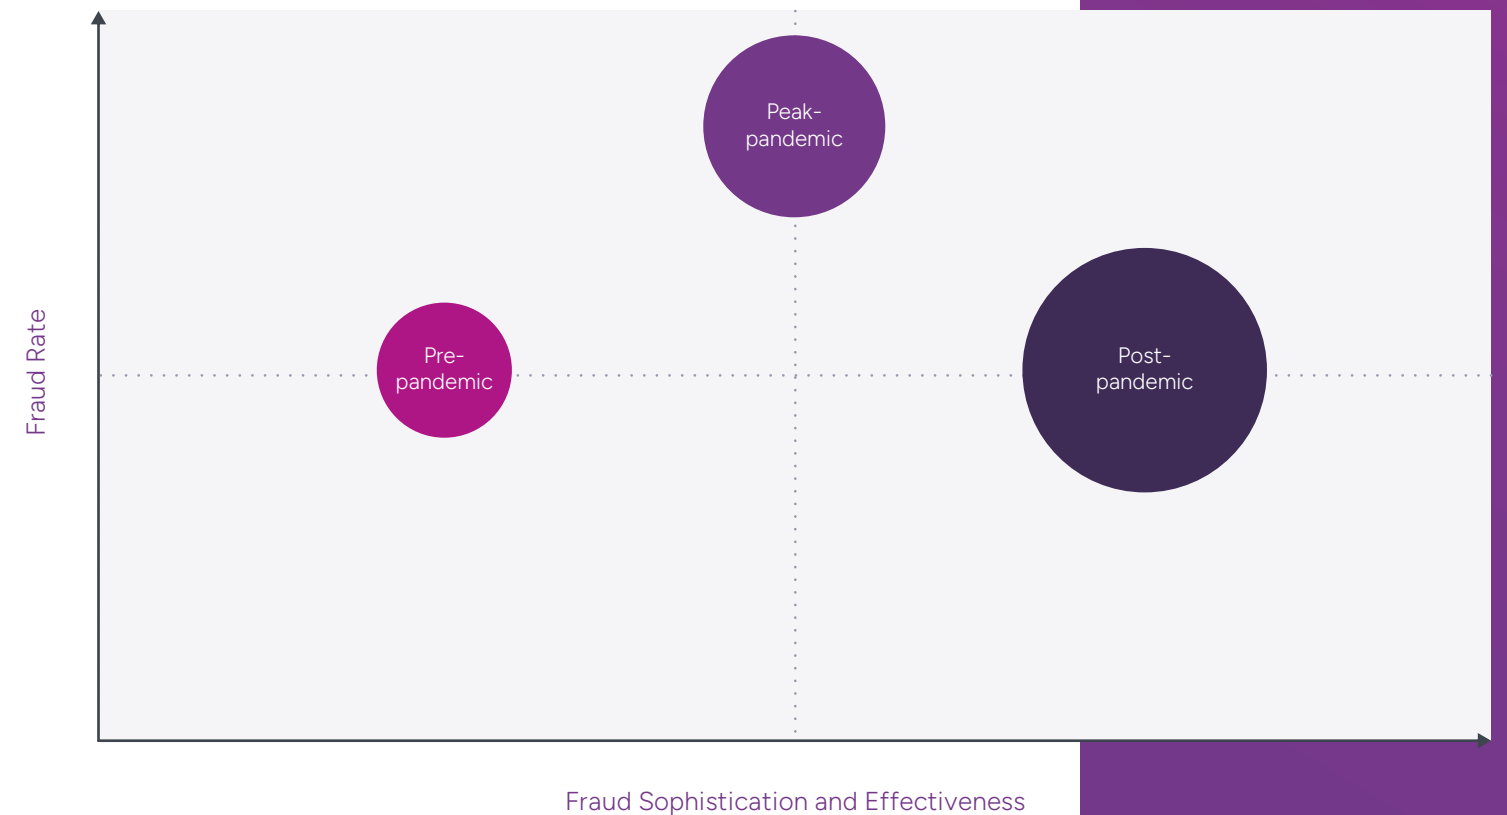 Peak-
pandemic
Pre-
pandemic
Post-
pandemic
Fraud Rate
Fraud Sophistication and Effectiveness